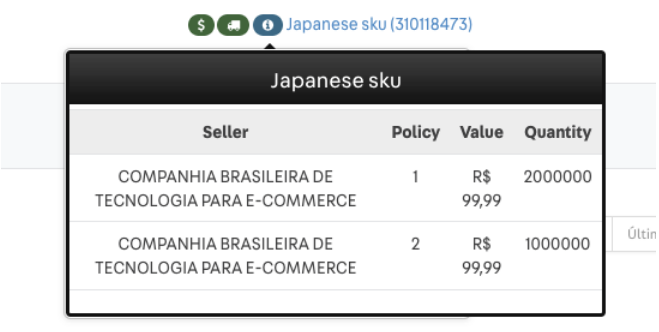 $ Japanese sku (310118473)
Japanese sku
Seller Policy Value Quantity
COMPANHIA BRASILEIRA DE 1 R$ 2000000
TECNOLOGIA PARA E-COMMERCE 99,99
COMPANHIA BRASILEIRA DE 2 R$ 1000000
TECNOLOGIA PARA E-COMMERCE 99,99